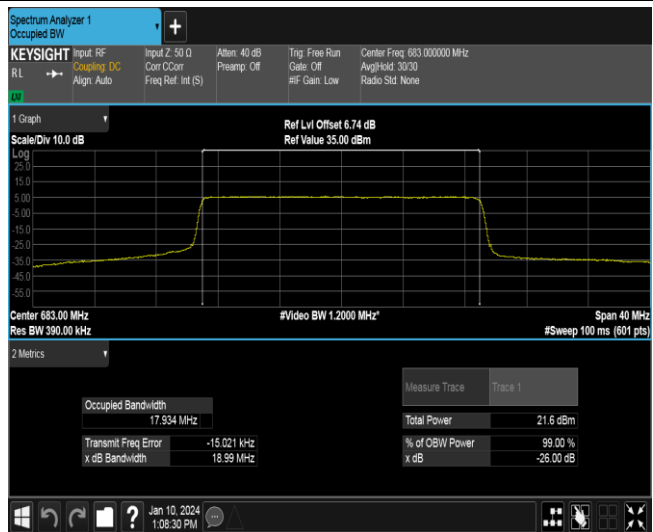 Spectrum Analyzer 1
Occupied BW
+
KEYSIGHT
RL
Input: RF
Coupling: DC
Align: Auto
Input Z: 50 Ω
Corr CCorr
Freq Ref: Int (S)
Atten: 40 dB
Preamp: Off
Trig: Free Run
Gate: Off
#IF Gain: Low
Center Freq: 683.000000 MHz
Avg|Hold: 30/30
Radio Std: None
1 Graph
Scale/Div 10.0 dB
Ref Lvl Offset 6.74 dB
Ref Value 35.00 dBm
Log
25.0
15.0
5.00
-5.00
-15.0
-25.0
-35.0
-45.0
-55.0
Center 683.00 MHz
#Video BW 1.2000 MHz*
Span 40 MHz
Res BW 390.00 kHz
#Sweep 100 ms (601 pts)
2 Metrics
Measure Trace Trace 1
Occupied Bandwidth
17.934 MHz
Total Power 21.6 dBm
Transmit Freq Error -15.021 kHz
% of OBW Power 99.00 %
x dB Bandwidth 18.99 MHz
x dB -26.00 dB
?
Jan 10, 2024
1:08:30 PM